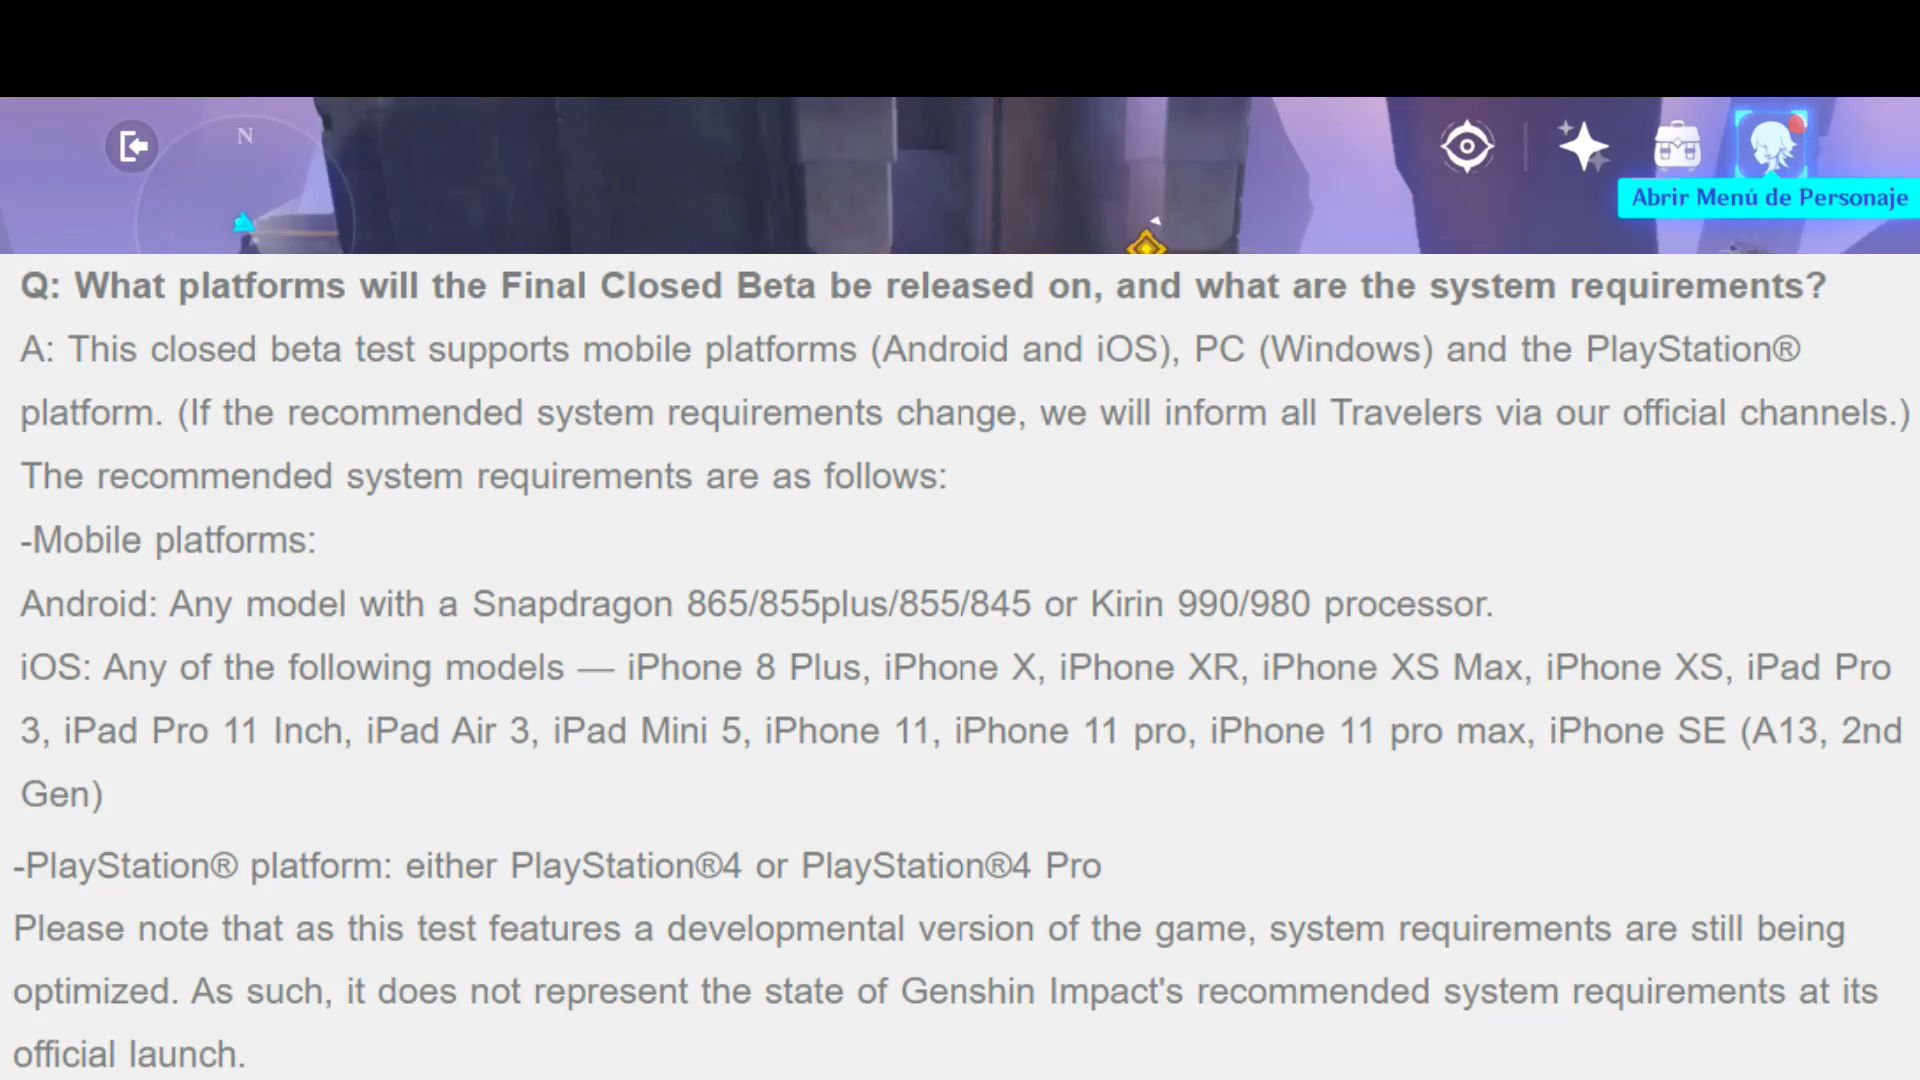 N
Abrir Menú de Personaje
Q: What platforms will the Final Closed Beta be released on, and what are the system requirements?
A: This closed beta test supports mobile platforms (Android and iOS), PC (Windows) and the PlayStation®
platform. (If the recommended system requirements change, we will inform all Travelers via our official channels.)
The recommended system requirements are as follows:
-Mobile platforms:
Android: Any model with a Snapdragon 865/855plus/855/845 or Kirin 990/980 processor.
iOS: Any of the following models — iPhone 8 Plus, iPhone X, iPhone XR, iPhone XS Max, iPhone XS, iPad Pro
3, iPad Pro 11 Inch, iPad Air 3, iPad Mini 5, iPhone 11, iPhone 11 pro, iPhone 11 pro max, iPhone SE (A13, 2nd
Gen)
-PlayStation® platform: either PlayStation®4 or PlayStation®4 Pro
Please note that as this test features a developmental version of the game, system requirements are still being
optimized. As such, it does not represent the state of Genshin Impact's recommended system requirements at its
official launch.